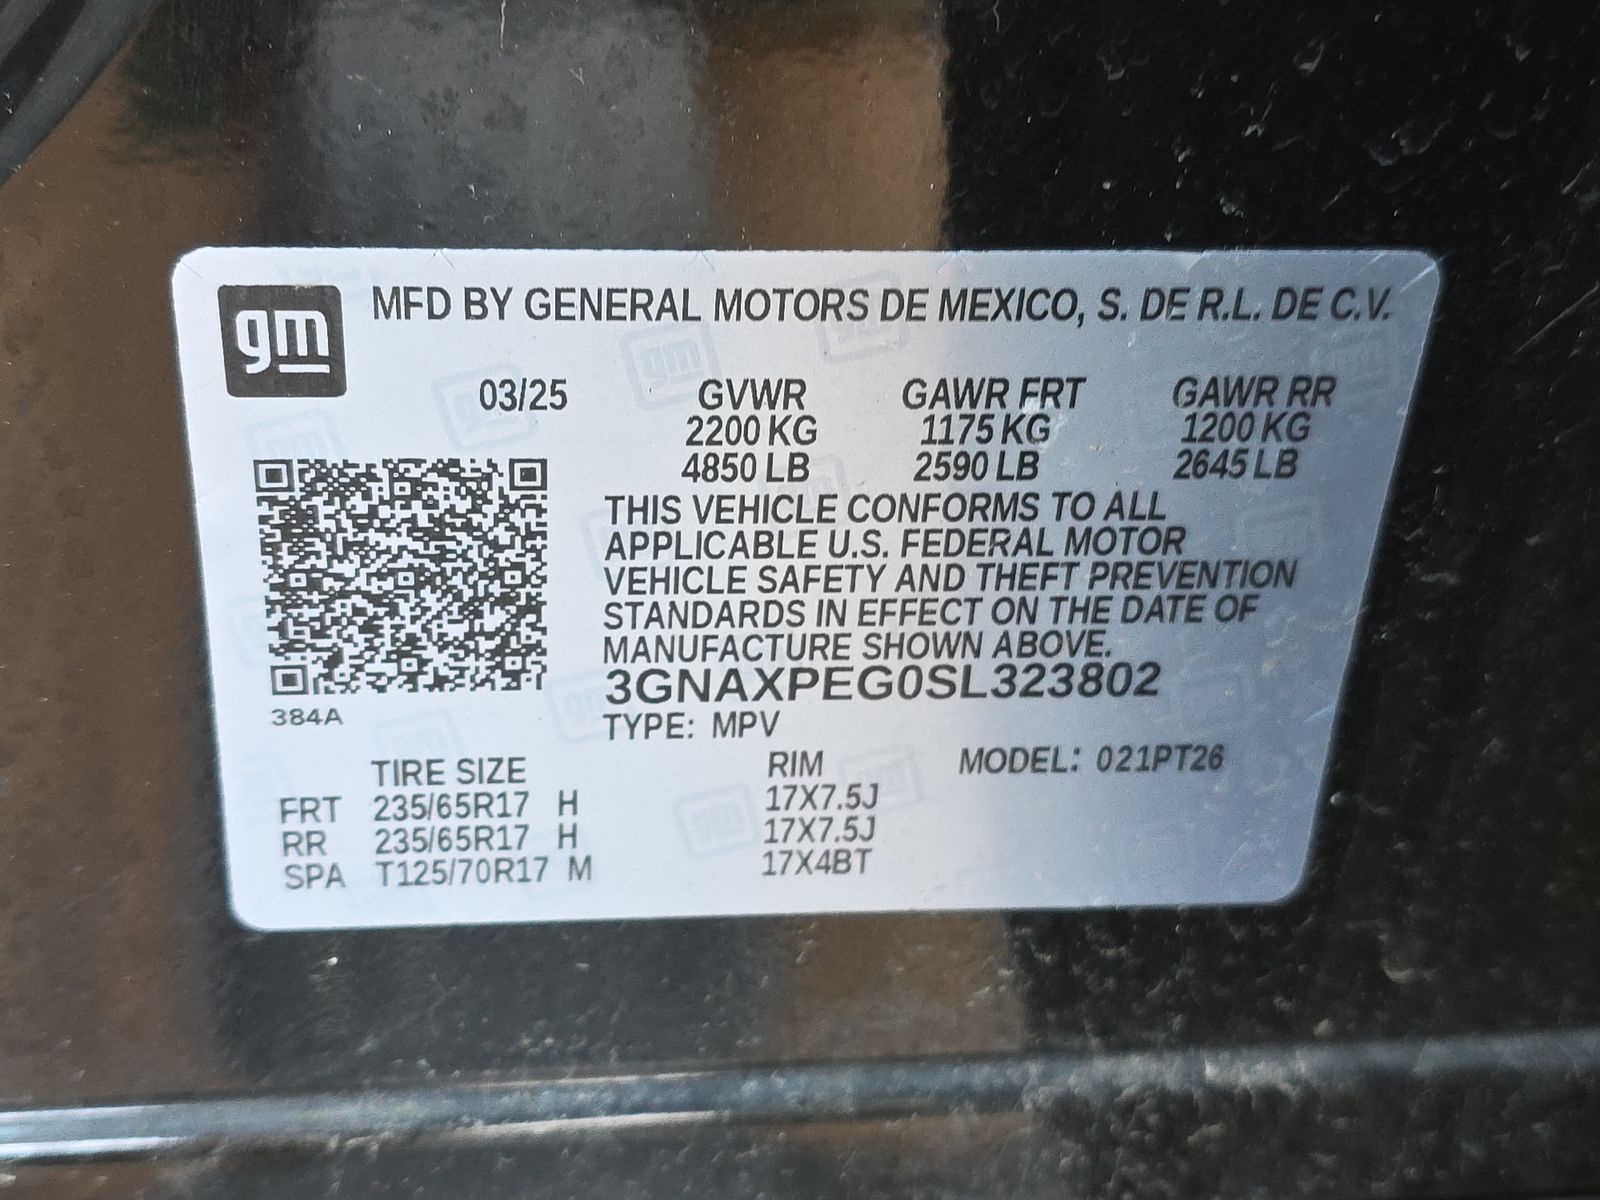 gm
MFD BY GENERAL MOTORS DE MEXICO, S. DE R.L. DE C.V.
03/25 GVWR GAWR FRT GAWR RR
2200 KG 1175 KG 1200 KG
4850 LB 2590 LB 2645 LB
THIS VEHICLE CONFORMS TO ALL
APPLICABLE U.S. FEDERAL MOTOR
VEHICLE SAFETY AND THEFT PREVENTION
STANDARDS IN EFFECT ON THE DATE OF
MANUFACTURE SHOWN ABOVE.
3GNAXPEG0SL323802
384A
TYPE: MPV
TIRE SIZE RIM MODEL: 021PT26
FRT 235/65R17 H 17X7.5J
RR 235/65R17 H 17X7.5J
SPA T125/70R17 M 17X4BT